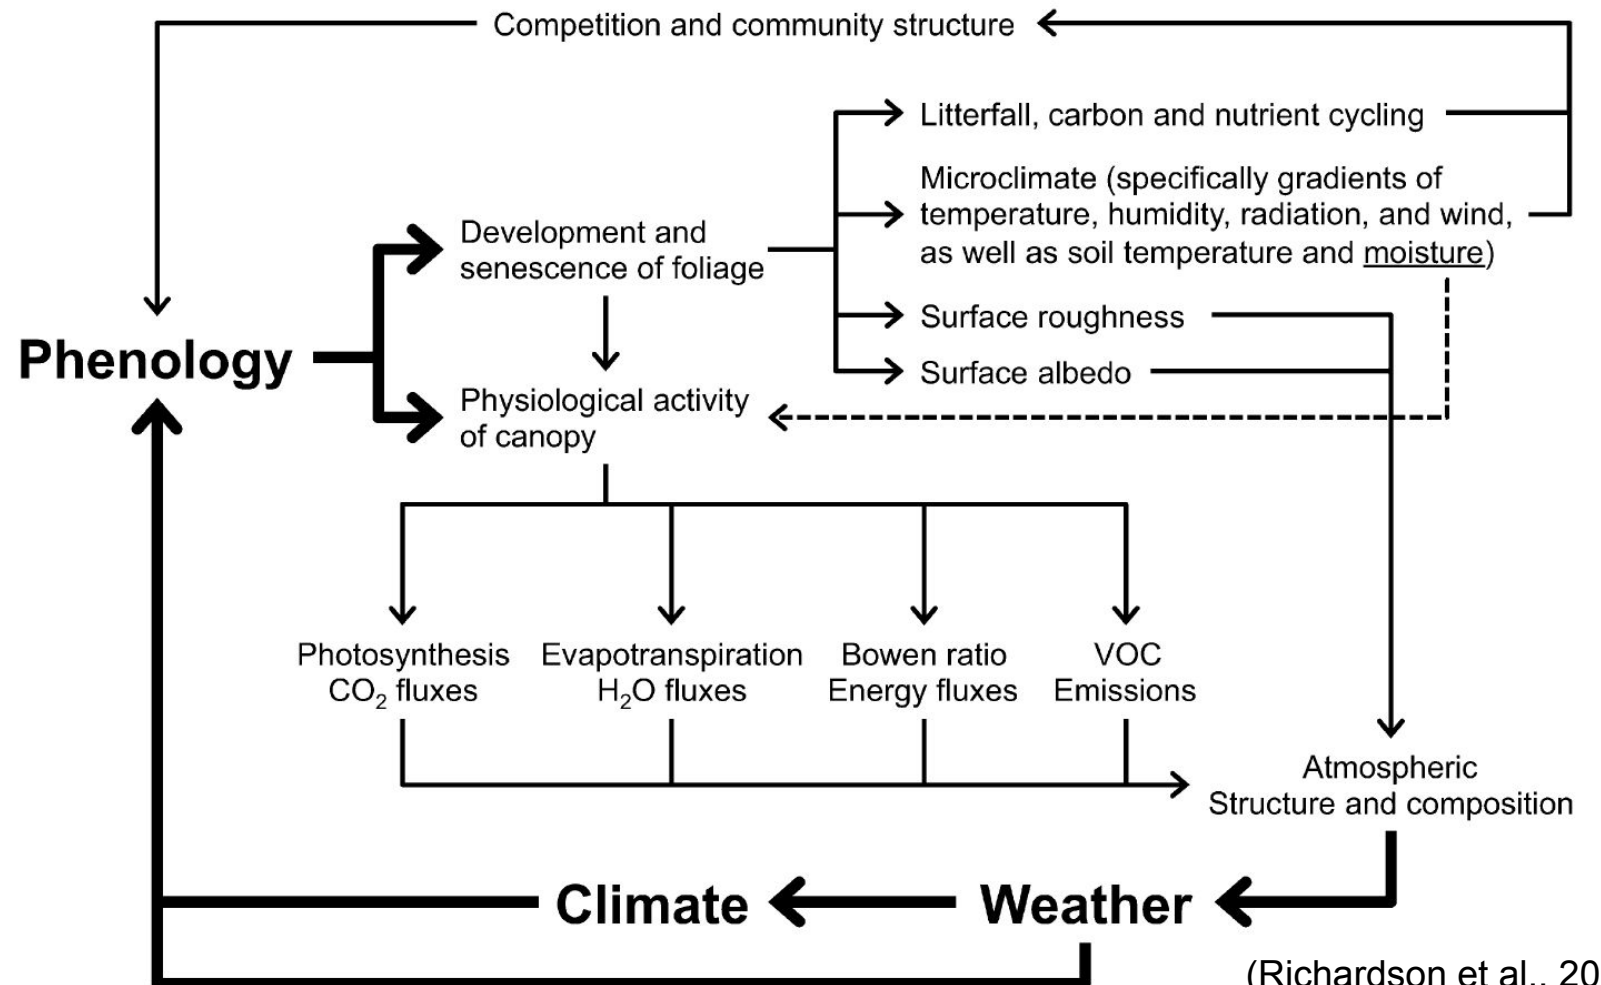 Competition and community structure
Litterfall, carbon and nutrient cycling
Microclimate (specifically gradients of
temperature, humidity, radiation, and wind,
as well as soil temperature and moisture)
Development and
senescence of foliage
Surface roughness
Phenology
Surface albedo
Physiological activity
of canopy
Photosynthesis
CO₂ fluxes
Evapotranspiration
H₂O fluxes
Bowen ratio
Energy fluxes
VOC
Emissions
Atmospheric
Structure and composition
Climate
Weather
(Richardson et al., 20